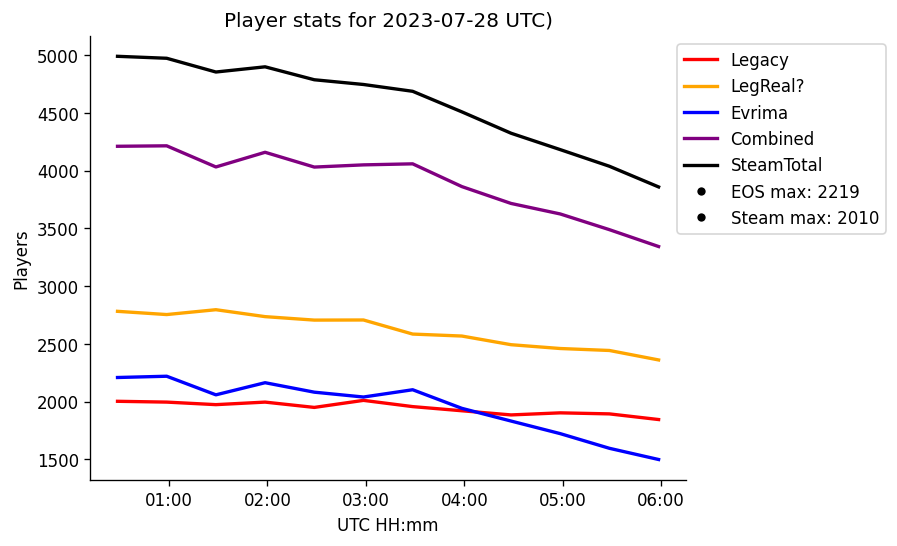 Player stats for 2023-07-28 UTC)
Players
5000
4500
4000
3500
3000
2500
2000
1500
01:00
02:00
03:00
04:00
05:00
06:00
UTC HH:mm
Legacy
LegReal?
Evrima
Combined
SteamTotal
EOS max: 2219
Steam max: 2010